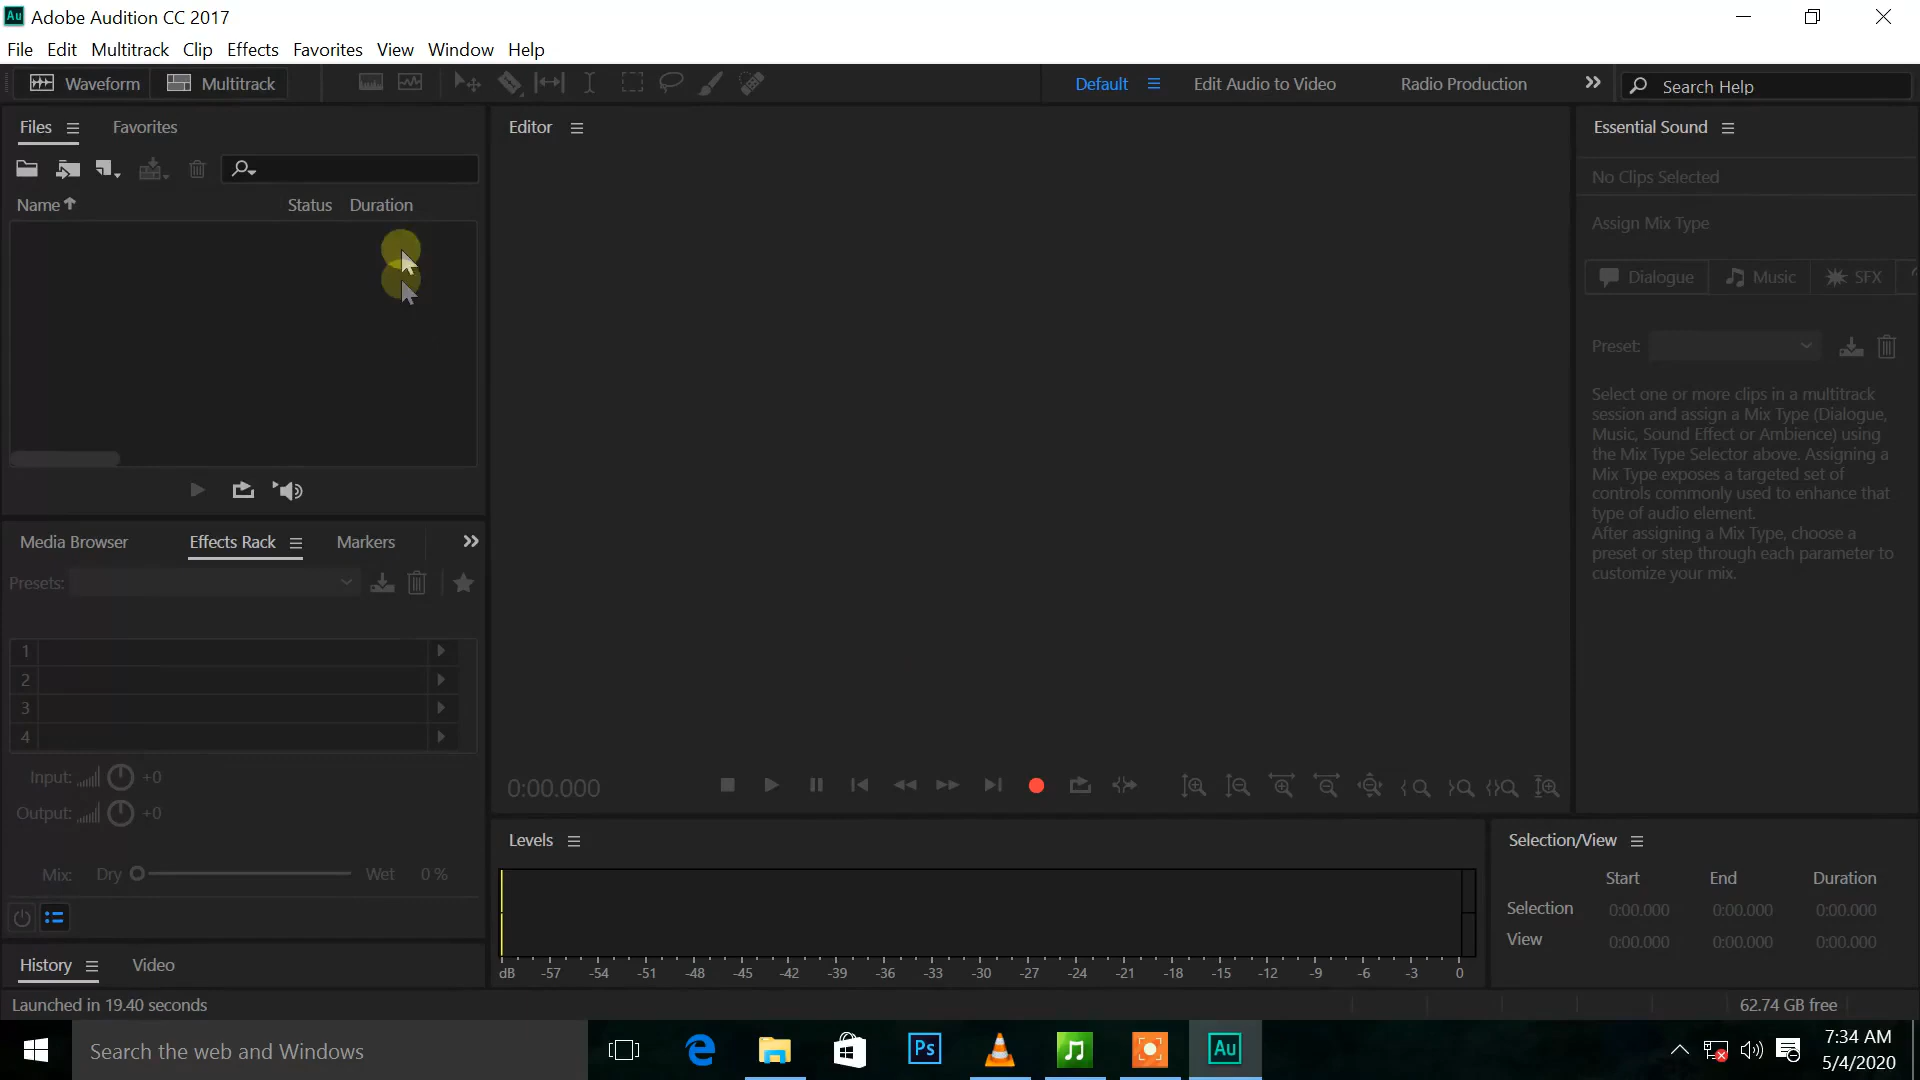 Au Adobe Audition CC 2017
File Edit Multitrack Clip Effects Favorites View Window Help
Waveform Multitrack Default Edit Audio to Video Radio Production Search Help
Files Favorites
Name Status Duration
Editor
0:00.000
Essential Sound
No Clips Selected
Assign Mix Type
Dialogue Music SFX
Preset:
Select one or more clips in a multitrack
session and assign a Mix Type (Dialogue,
Music, Sound Effect or Ambience) using
the Mix Type Selector above. Assigning a
Mix Type exposes a targeted set of
controls commonly used to enhance that
type of audio element.
After assigning a Mix Type, choose a
preset or step through each parameter to
customize your mix.
Media Browser Effects Rack Markers
Presets:
1
2
3
4
Input: +0
Output: +0
Mix: Dry Wet 0 %
History Video
Levels
dB -57 -54 -51 -48 -45 -42 -39 -36 -33 -30 -27 -24 -21 -18 -15 -12 -9 -6 -3 0
Selection/View
Start End Duration
Selection 0:00.000 0:00.000 0:00.000
View 0:00.000 0:00.000 0:00.000
Launched in 19.40 seconds 62.74 GB free
Search the web and Windows
Ps
Au
7:34 AM
5/4/2020